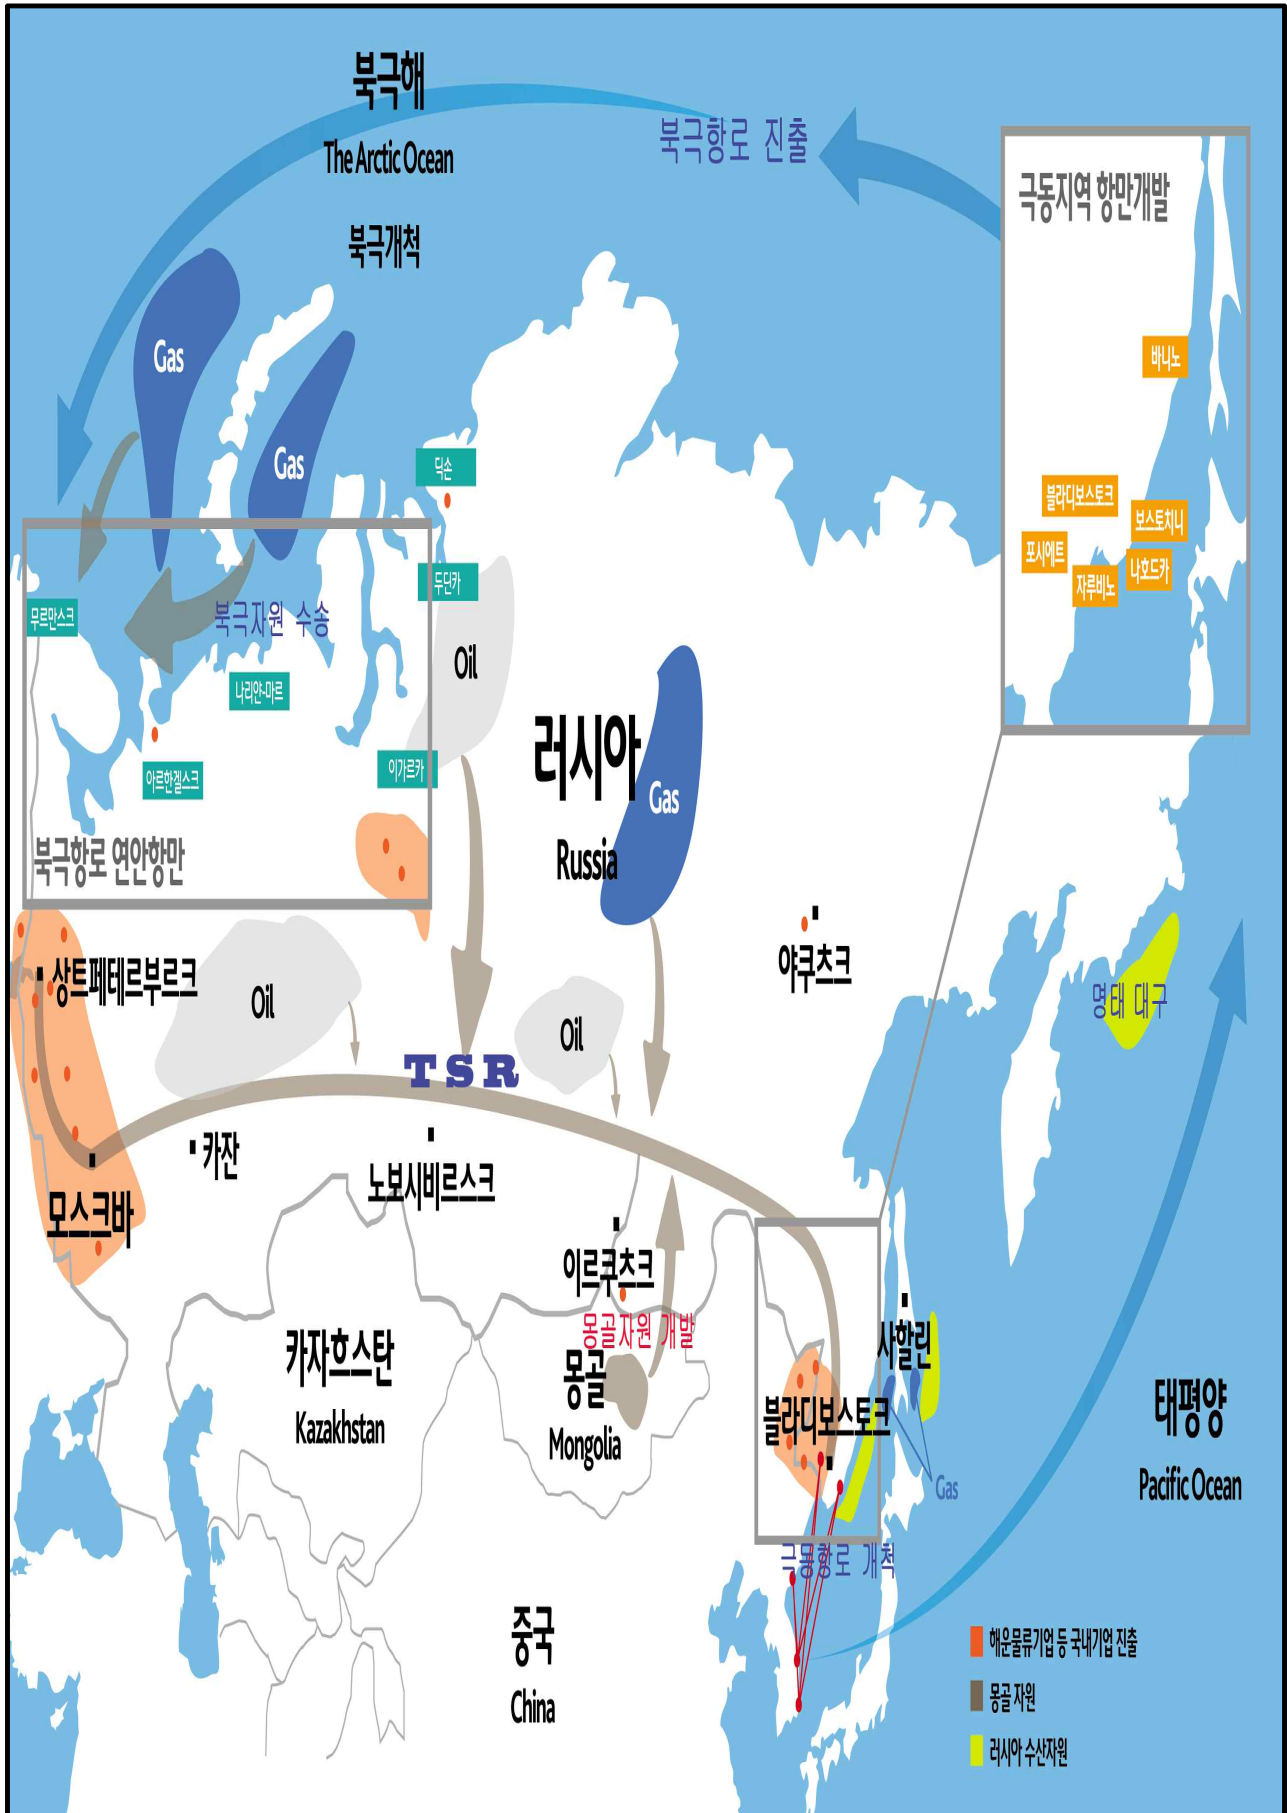 북극해
The Arctic Ocean
북극개척
북극항로 진출
극동지역 항만개발
바니노
블라디보스토크
보스토치니
포시에트
나호드카
자루비노
Gas
Gas
딕손
두딘카
무르만스크
북극자원 수송
나리얀-마르
아르한겔스크
이가르카
북극항로 연안항만
Oil
러시아
Russia
Gas
야쿠츠크
상트페테르부르크
Oil
Oil
명태 대구
TSR
카잔
노보시비르스크
모스크바
이르쿠츠크
몽골자원 개발
몽골
Mongolia
카자흐스탄
Kazakhstan
사할린
블라디보스토크
Gas
태평양
Pacific Ocean
극동항로 개척
중국
China
해운물류기업 등 국내기업 진출
몽골 자원
러시아 수산자원